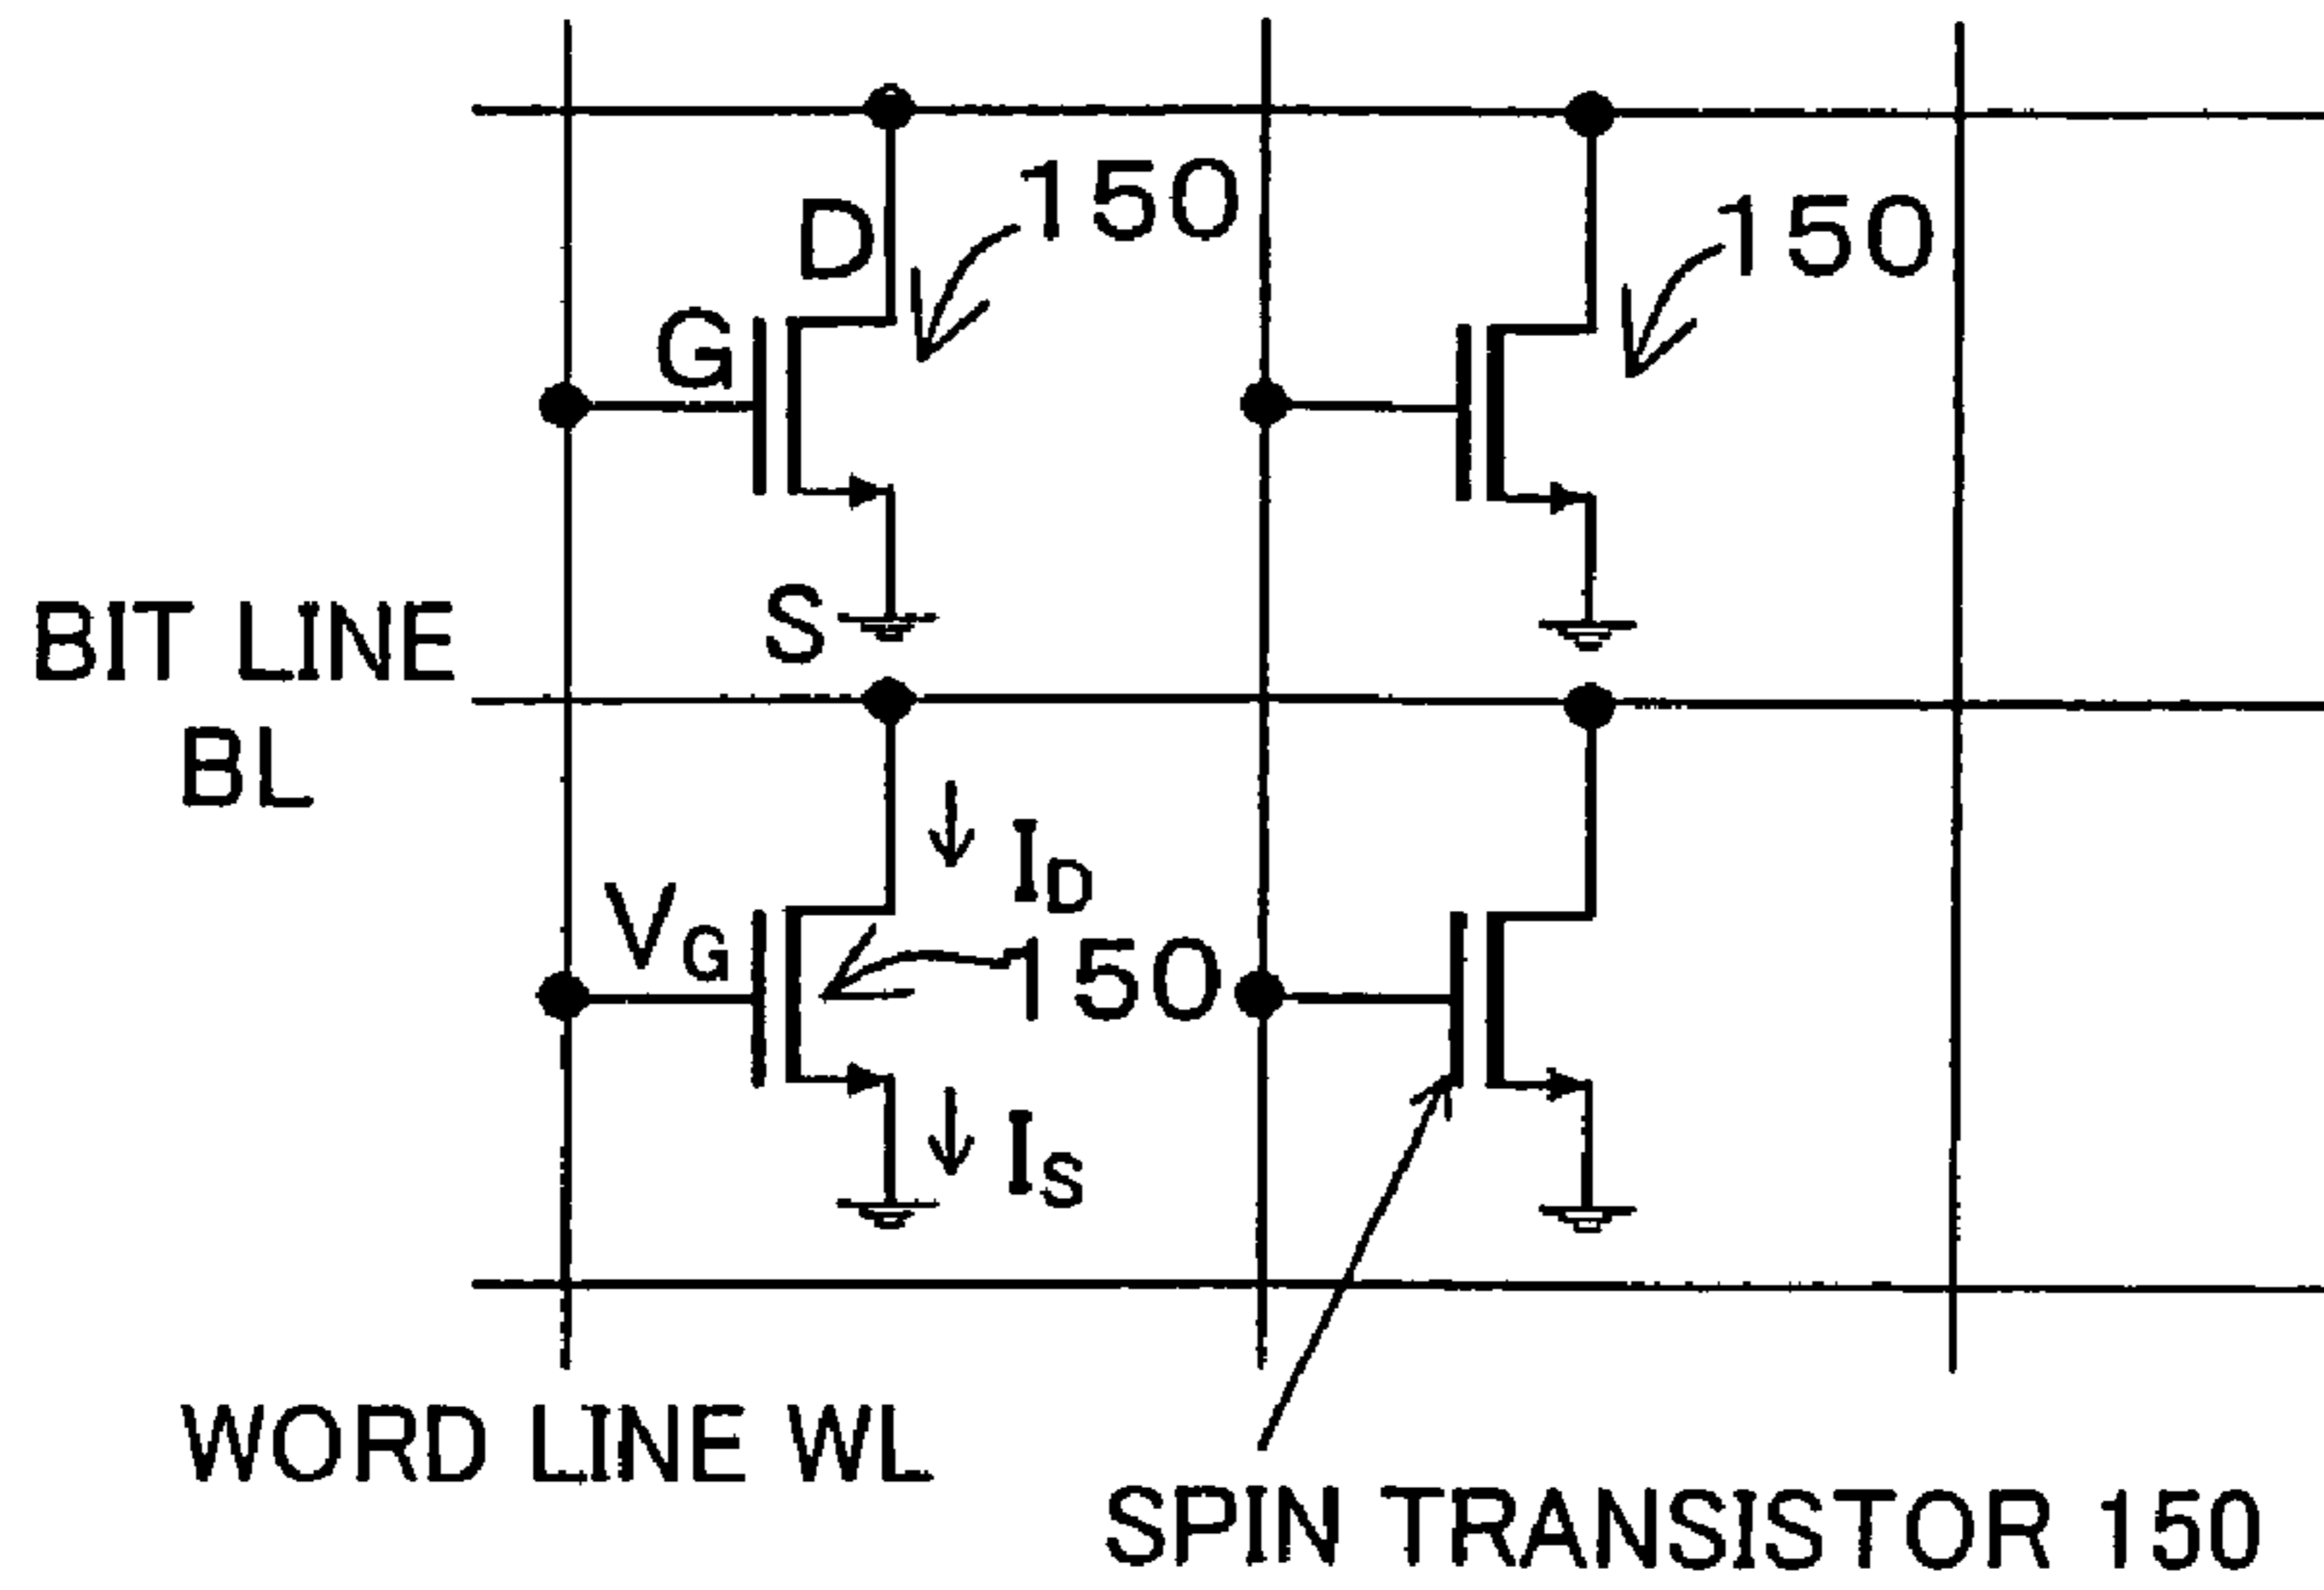 D
150
150
G
S
BIT LINE
BL
I_D
V_G
150
I_S
WORD LINE WL
SPIN TRANSISTOR 150